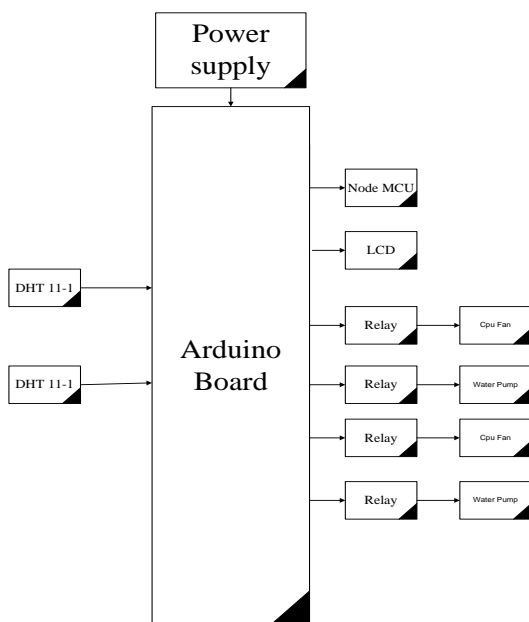 Power
supply
Node MCU
LCD
DHT 11-1
Relay
Cpu Fan
Arduino
Board
DHT 11-1
Relay
Water Pump
Relay
Cpu Fan
Relay
Water Pump